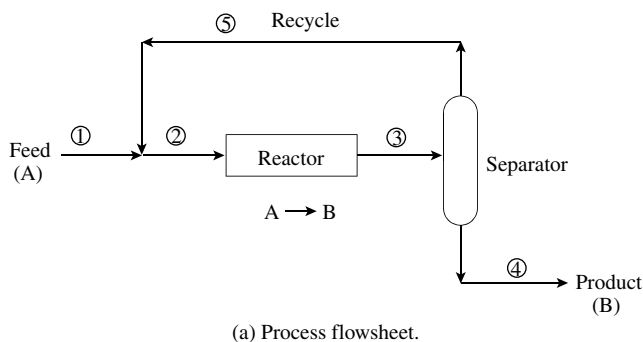 ⑤ Recycle
① ② ③
Feed
(A)
Reactor
Separator
A ⟶ B
④
Product
(B)
(a) Process flowsheet.